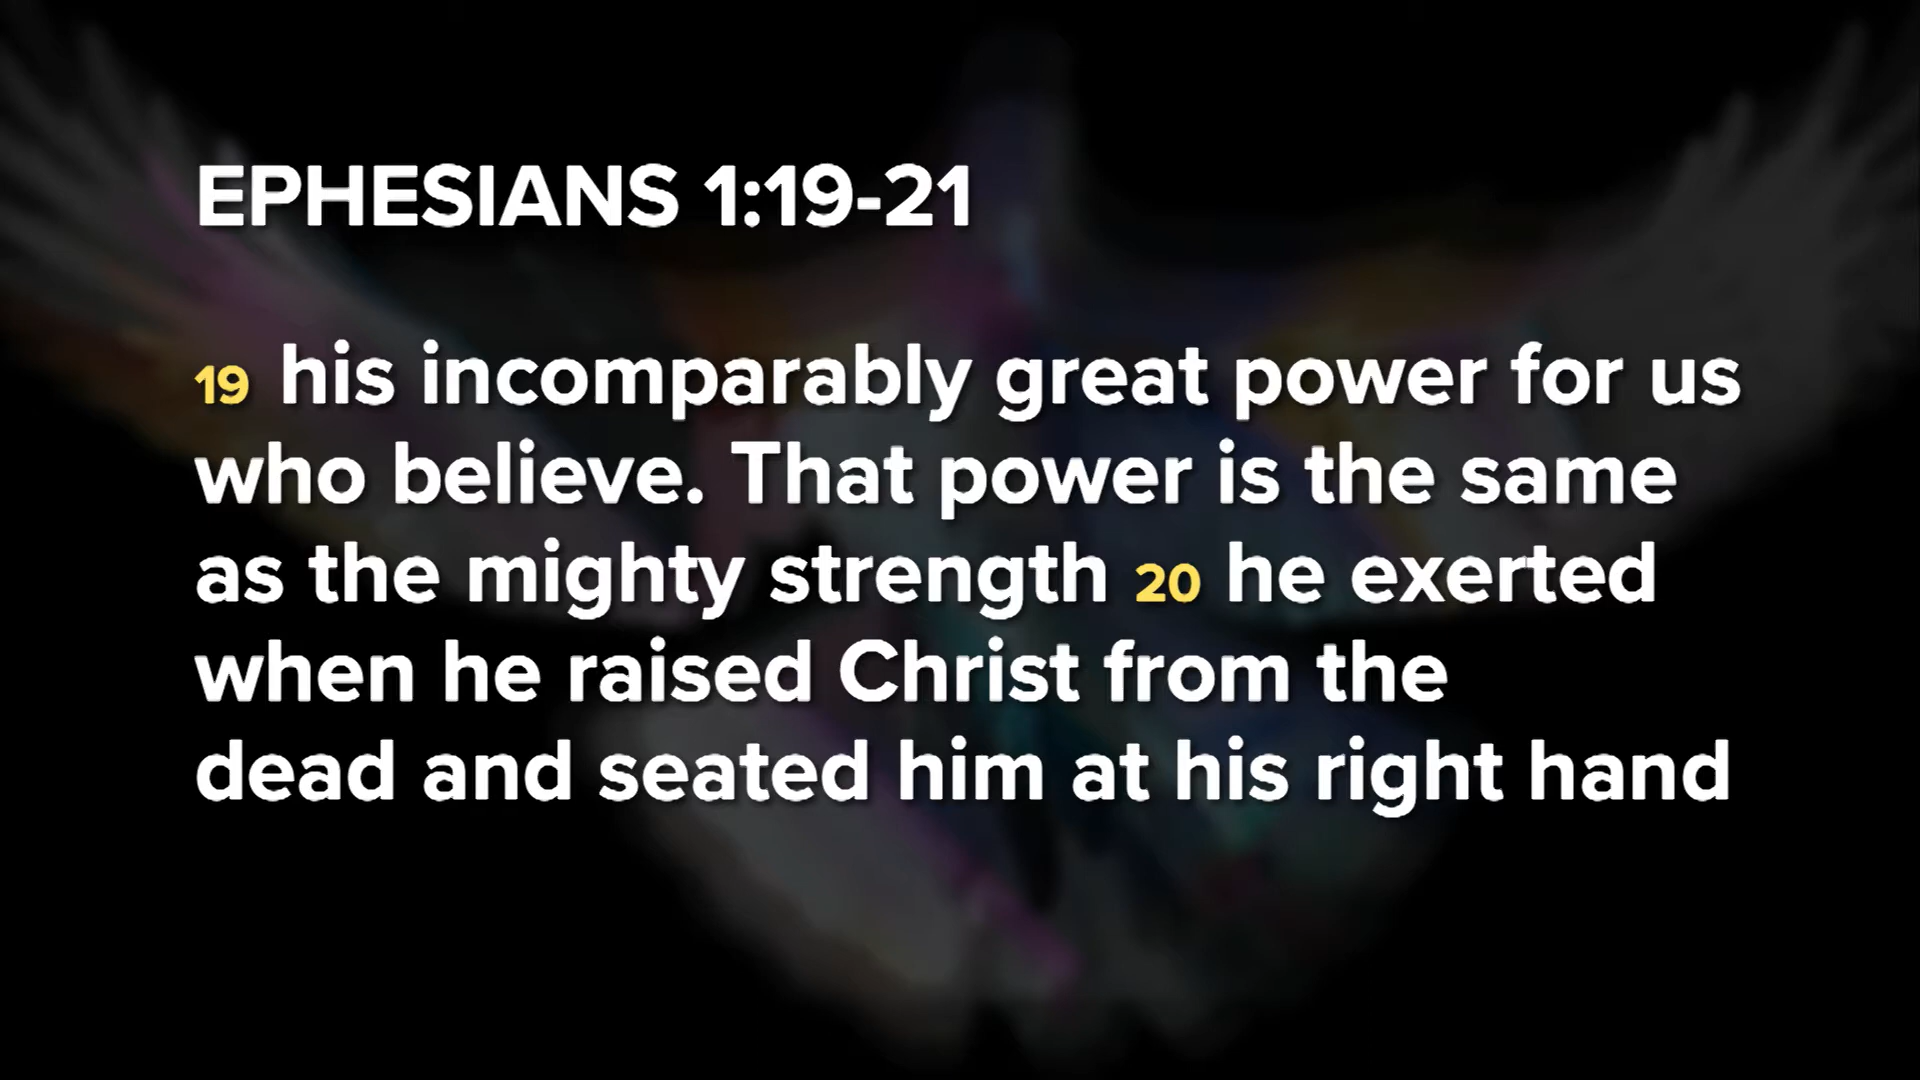 EPHESIANS 1:19-21
19 his incomparably great power for us
who believe. That power is the same
as the mighty strength 20 he exerted
when he raised Christ from the
dead and seated him at his right hand